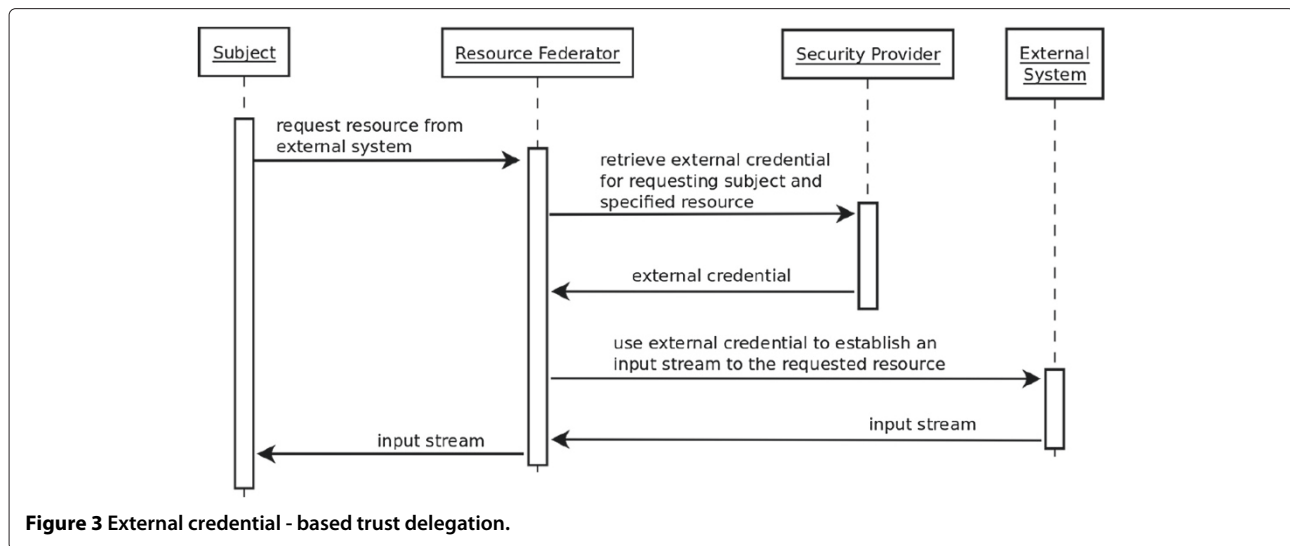 Subject
Resource Federator
Security Provider
External
System
request resource from
external system
retrieve external credential
for requesting subject and
specified resource
external credential
use external credential to establish an
input stream to the requested resource
input stream
input stream
Figure 3 External credential - based trust delegation.